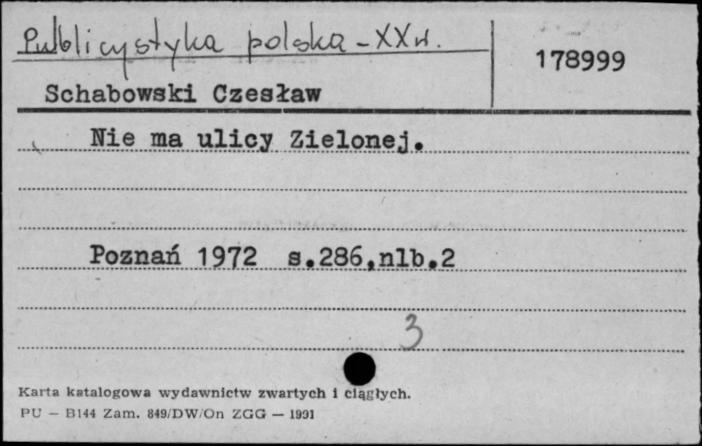 Publicystyka polska - XX w.
178999
Schabowski Czesław
Nie ma ulicy Zielonej.
Poznań 1972 s.286,nlb.2
3
Karta katalogowa wydawnictw zwartych i ciągłych.
PU — B144 Zam. 849/DW/On ZGG — 1991